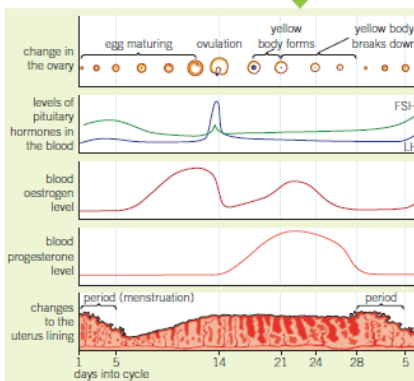 yellow
body forms
yellow body
breaks down
egg maturing
ovulation
change in
the ovary
levels of
pituitary
hormones in
the blood
FSH
LH
blood
oestrogen
level
blood
progesterone
level
changes
to the
uterus lining
period (menstruation)
period
1 5 14 21 24 28 5
days into cycle